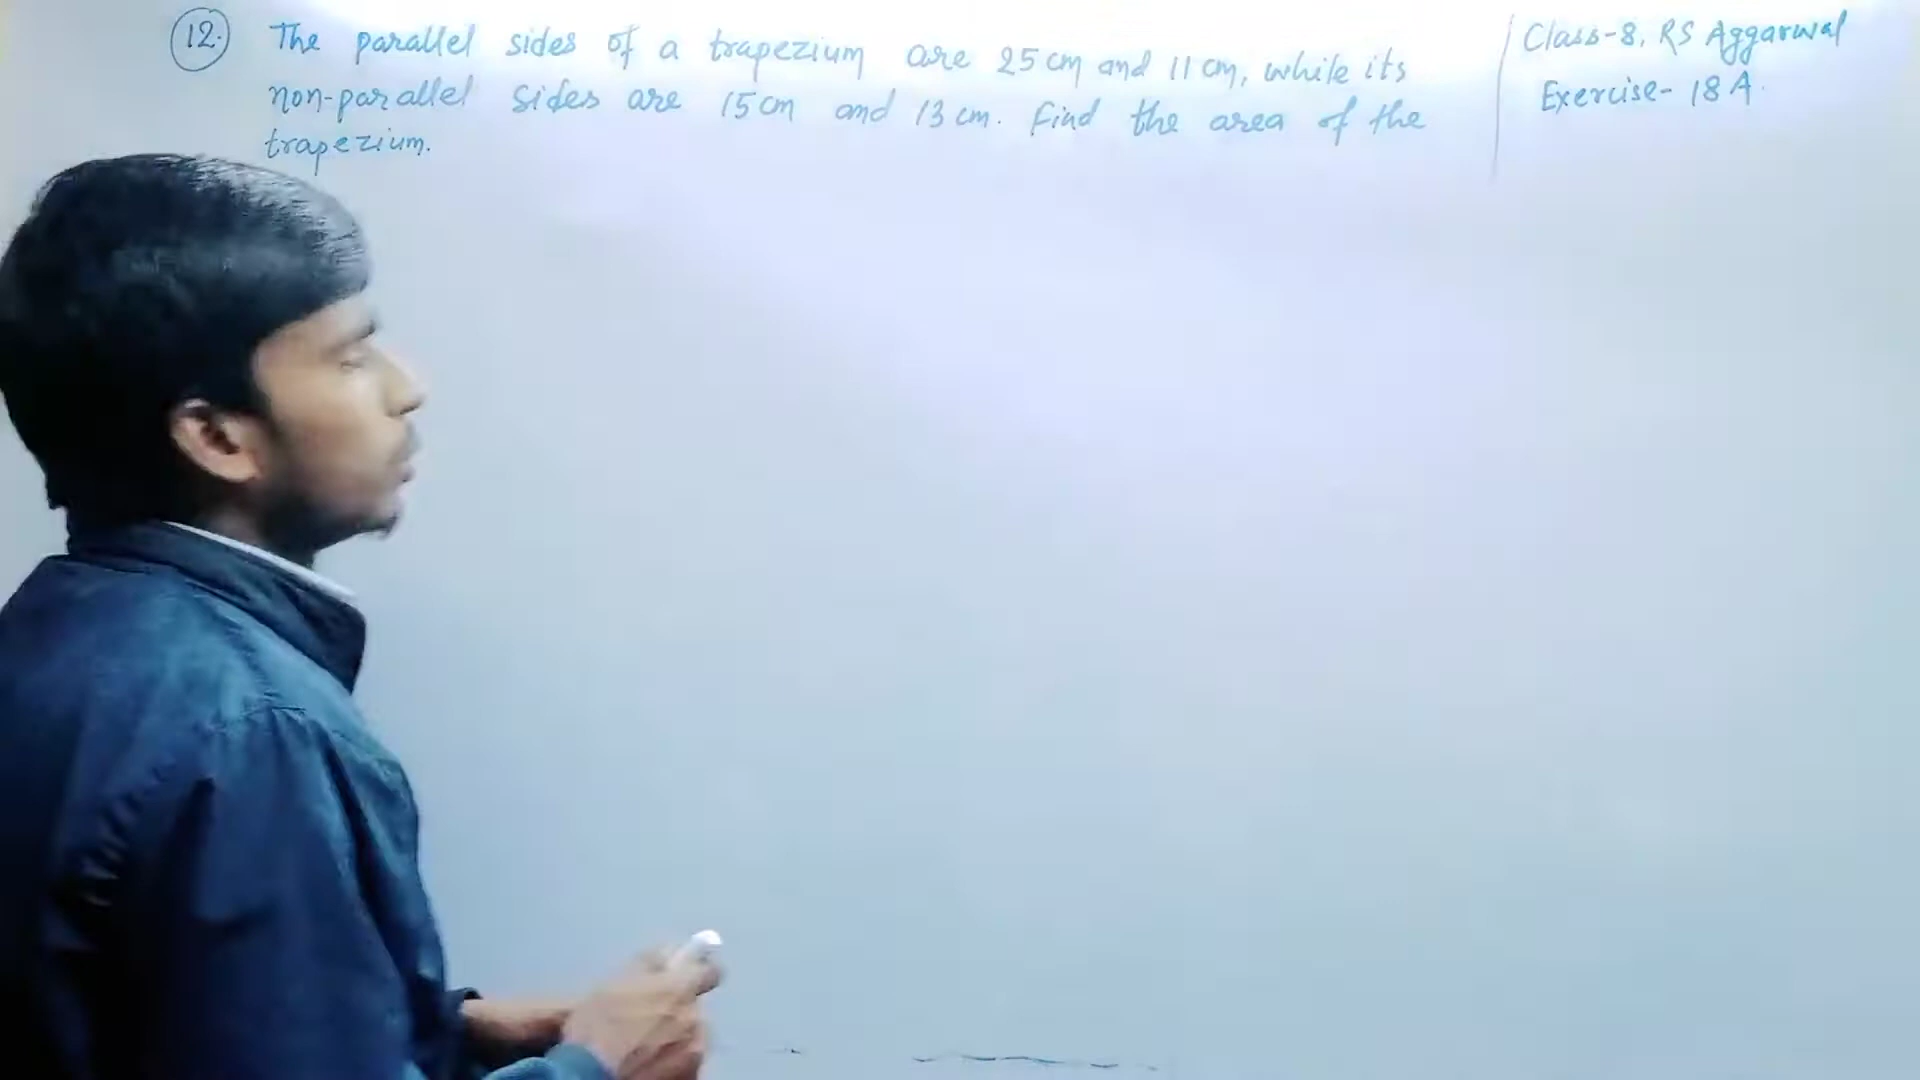 12. The parallel sides of a trapezium are 25 cm and 11 cm, while its
non-parallel sides are 15 cm and 13 cm. Find the area of the
trapezium.
Class-8, RS Aggarwal
Exercise- 18A.